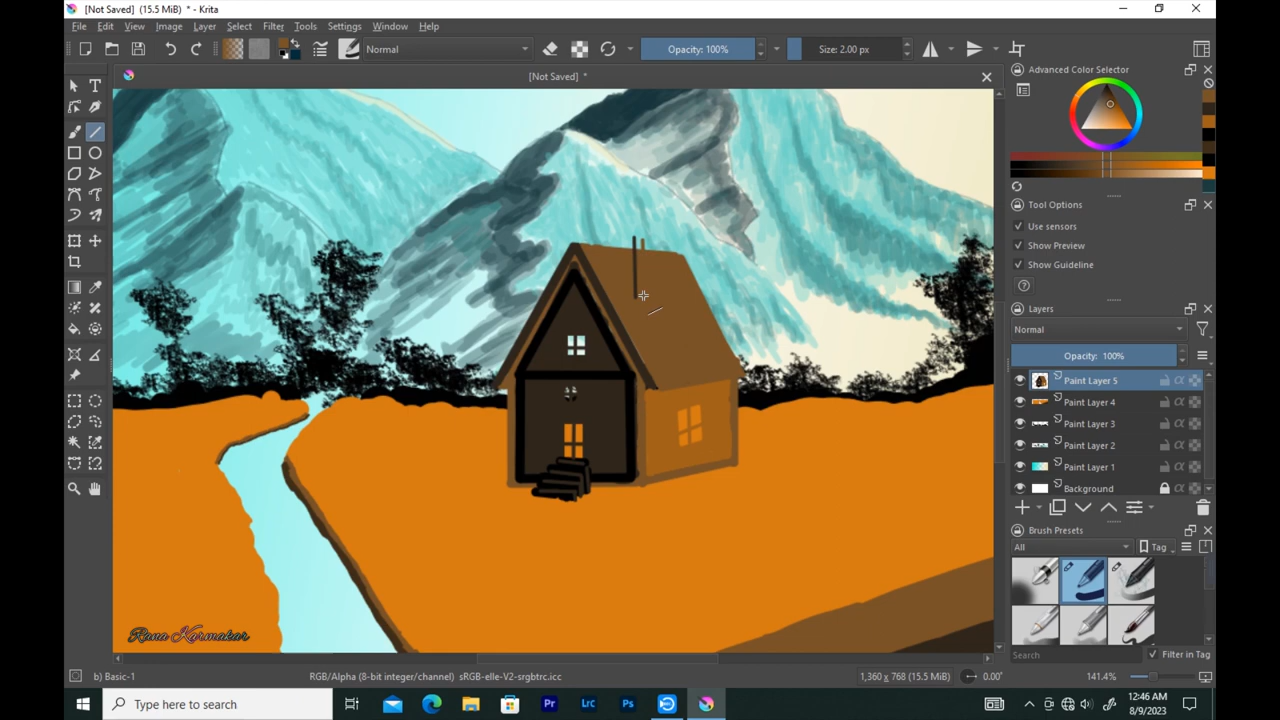 [Not Saved] (15.5 MiB) * - Krita
File Edit View Image Layer Select Filter Tools Settings Window Help
Normal Opacity: 100% Size: 2.00 px
[Not Saved] *
Advanced Color Selector
Tool Options
Use sensors
Show Preview
Show Guideline
Layers
Normal
Opacity: 100%
Paint Layer 5
Paint Layer 4
Paint Layer 3
Paint Layer 2
Paint Layer 1
Background
Brush Presets
All Tag
Search Filter in Tag
Rana Karmakar
b) Basic-1 RGB/Alpha (8-bit integer/channel) sRGB-elle-V2-srgbtrc.icc 1,360 x 768 (15.5 MiB) 0.00° 141.4%
Type here to search Pr Lrc Ps 12:46 AM
8/9/2023